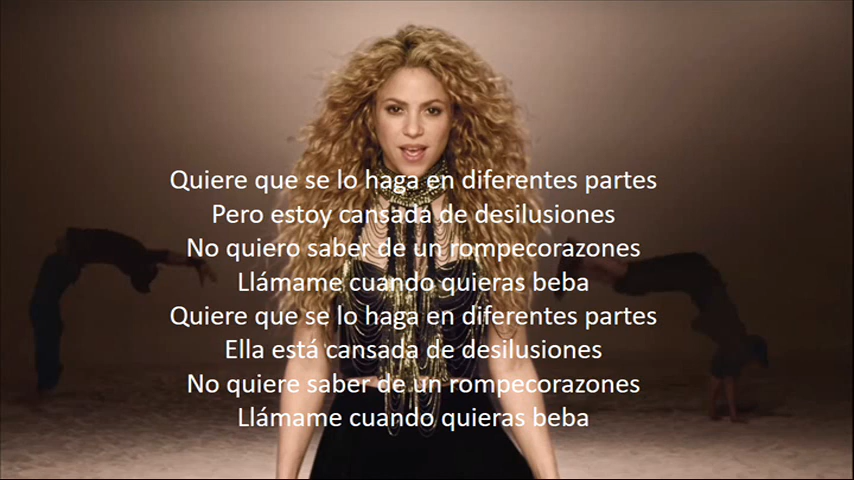 Quiere que se lo haga en diferentes partes
Pero estoy cansada de desilusiones
No quiero saber de un rompecorazones
Llámame cuando quieras beba
Quiere que se lo haga en diferentes partes
Ella está cansada de desilusiones
No quiere saber de un rompecorazones
Llámame cuando quieras beba